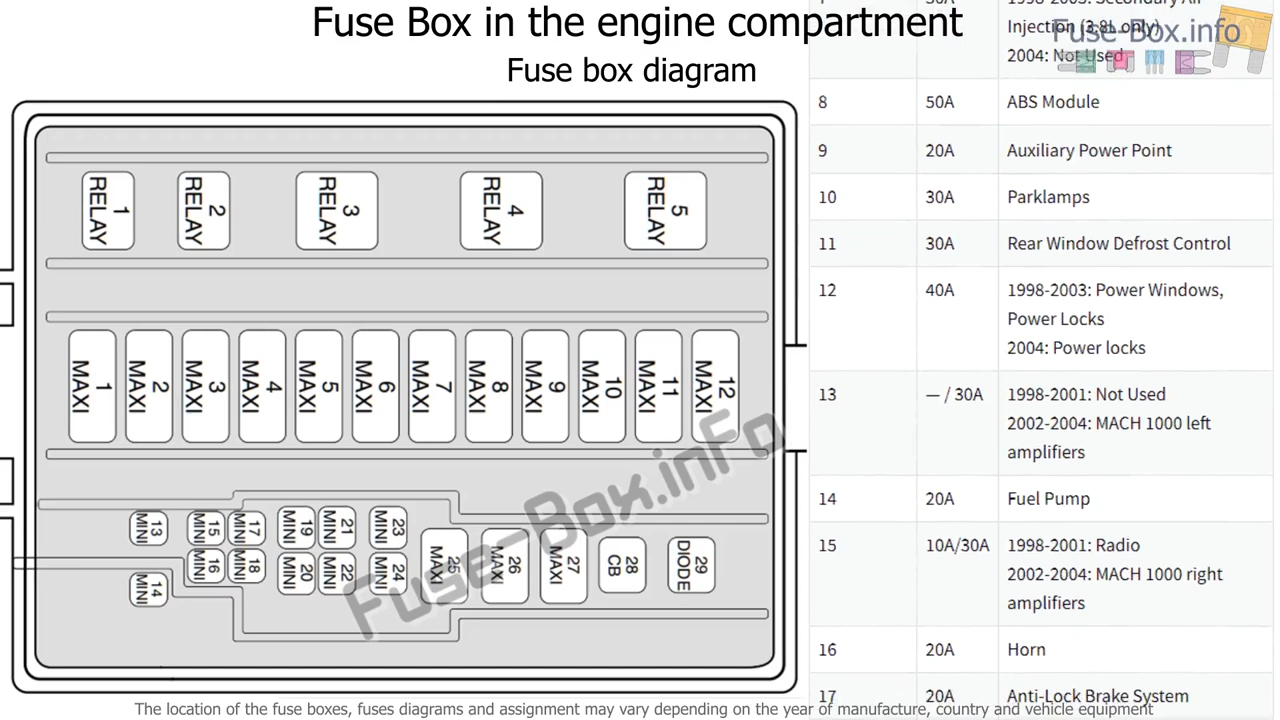 Fuse Box in the engine compartment
Fuse box diagram
1 RELAY
2 RELAY
3 RELAY
4 RELAY
5 RELAY
1 MAXI
2 MAXI
3 MAXI
4 MAXI
5 MAXI
6 MAXI
7 MAXI
8 MAXI
9 MAXI
10 MAXI
11 MAXI
12 MAXI
13 MINI
14 MINI
15 MINI
16 MINI
17 MINI
18 MINI
19 MINI
20 MINI
21 MINI
22 MINI
23 MINI
24 MINI
25 MAXI
26 MAXI
27 MAXI
28 CB
29 DIODE
Fuse-Box.inFo
Injection (3.8L only)
2004: Not Used
Fuse-Box.info
8 50A ABS Module
9 20A Auxiliary Power Point
10 30A Parklamps
11 30A Rear Window Defrost Control
12 40A 1998-2003: Power Windows,
Power Locks
2004: Power locks
13 — / 30A 1998-2001: Not Used
2002-2004: MACH 1000 left
amplifiers
14 20A Fuel Pump
15 10A/30A 1998-2001: Radio
2002-2004: MACH 1000 right
amplifiers
16 20A Horn
17 20A Anti-Lock Brake System
The location of the fuse boxes, fuses diagrams and assignment may vary depending on the year of manufacture, country and vehicle equipment